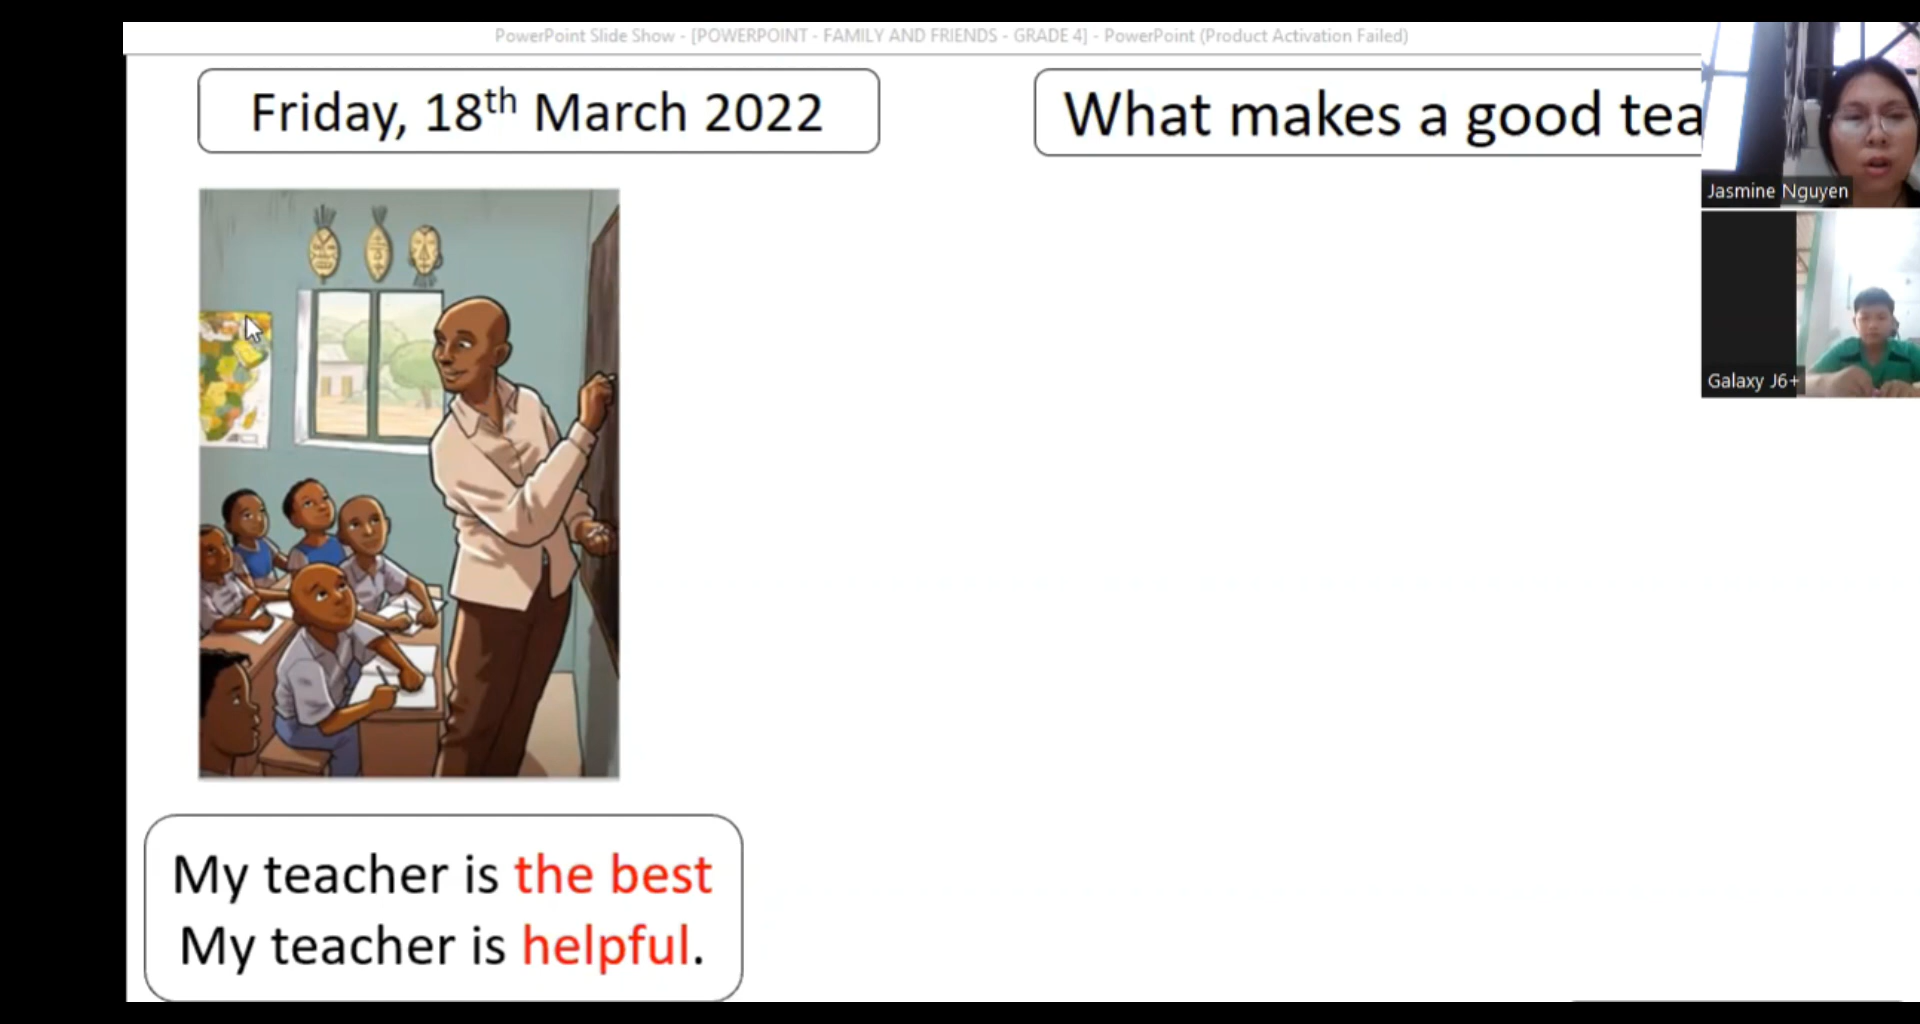 PowerPoint Slide Show - [POWERPOINT - FAMILY AND FRIENDS - GRADE 4] - PowerPoint (Product Activation Failed)
Friday, 18th March 2022
What makes a good tea
Jasmine Nguyen
Galaxy J6+
My teacher is the best
My teacher is helpful.